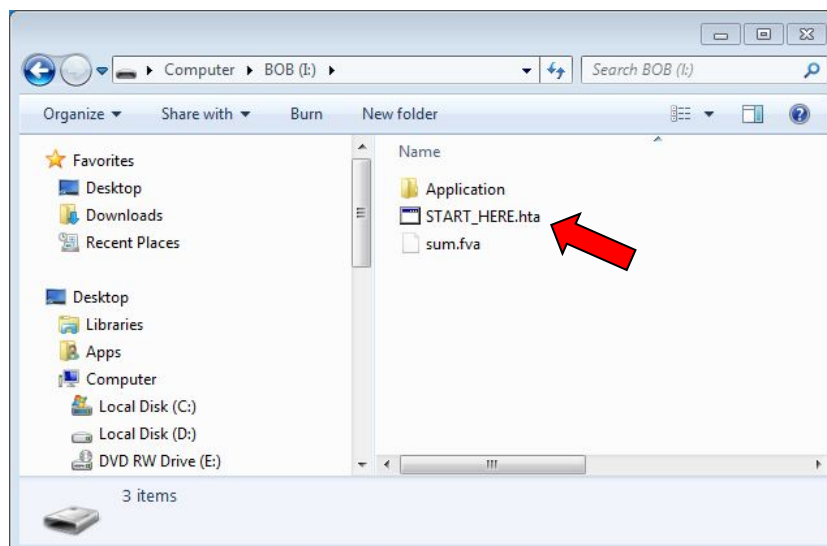 Computer ▸ BOB (I:) ▸
Search BOB (I:)
Organize ▾ Share with ▾ Burn New folder
Favorites
Desktop
Downloads
Recent Places
Desktop
Libraries
Apps
Computer
Local Disk (C:)
Local Disk (D:)
DVD RW Drive (E:)
Name
Application
START_HERE.hta
sum.fva
3 items